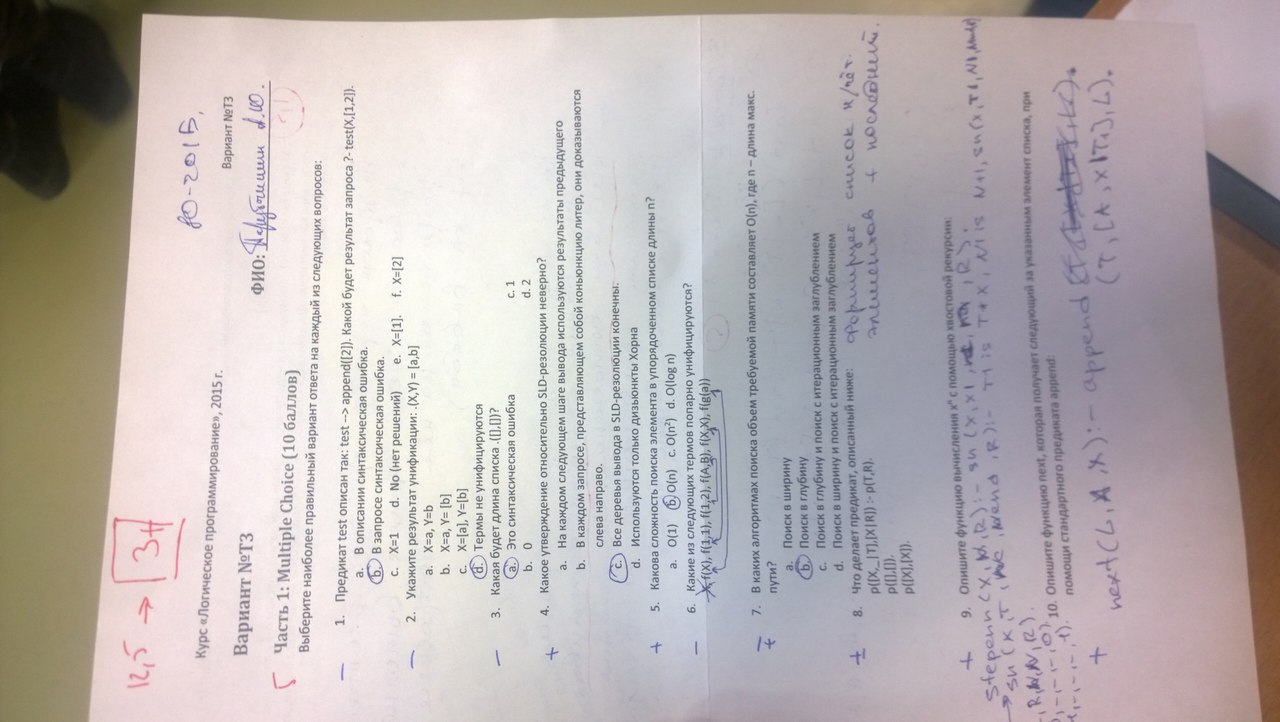 12,5 → 3+
80-201Б.
Курс «Логическое программирование», 2015 г.
Вариант №Т3
Вариант №Т3
ФИО:
5 Часть 1: Multiple Choice (10 баллов)
Выберите наиболее правильный вариант ответа на каждый из следующих вопросов:
− 1. Предикат test описан так: test --> append([2]). Какой будет результат запроса ?- test(X,[1,2]).
a. В описании синтаксическая ошибка.
b. В запросе синтаксическая ошибка.
c. X=1 d. No (нет решений) e. X=[1]. f. X=[2]
− 2. Укажите результат унификации: .(X,Y) = [a,b]
a. X=a, Y=b
b. X=a, Y= [b]
c. X=[a], Y=[b]
d. Термы не унифицируются
− 3. Какая будет длина списка .([],[])?
a. Это синтаксическая ошибка c. 1
b. 0 d. 2
+ 4. Какое утверждение относительно SLD-резолюции неверно?
a. На каждом следующем шаге вывода используются результаты предыдущего
b. В каждом запросе, представляющем собой коньюнкцию литер, они доказываются
слева направо.
c. Все деревья вывода в SLD-резолюции конечны.
d. Используются только дизьюнкты Хорна
+ 5. Какова сложность поиска элемента в упорядоченном списке длины n?
a. O(1) b. O(n) c. O(n²) d. O(log n)
− 6. Какие из следующих термов попарно унифицируются?
X, f(X), f(1,1), f(1,2), f(A,B), f(X,X), f(g(a))
∓ 7. В каких алгоритмах поиска объем требуемой памяти составляет O(n), где n – длина макс.
пути?
a. Поиск в ширину
b. Поиск в глубину
c. Поиск в глубину и поиск с итерационным заглублением
d. Поиск в ширину и поиск с итерационным заглублением
± 8. Что делает предикат, описанный ниже: Формирует список н/чёт.
p([X,_|T],[X|R]) :- p(T,R). элементов + последний.
p([],[]).
p([X],[X]).
+ 9. Опишите функцию вычисления xⁿ с помощью хвостовой рекурсии:
stepenn (X, N, R):- sn (X, X1, , R).
→ sn (X, T, , Nend, R):- T1 is T * X, N1 is N+1, sn(X, T1, N1, Nend, R)
10. Опишите функцию next, которая получает следующий за указанным элемент списка, при
помощи стандартного предиката append:
+ next(L, A, X):- append
(T, [A, X|T1], L).